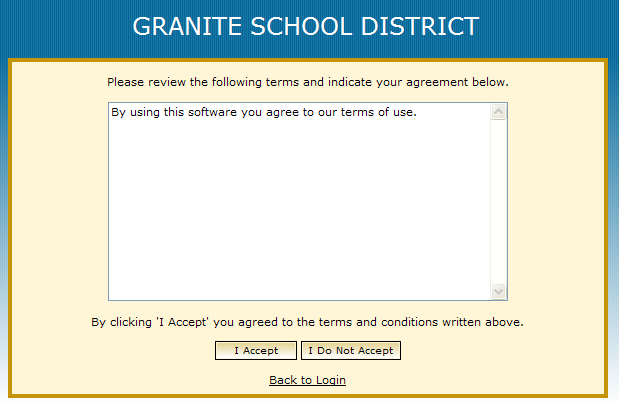 GRANITE SCHOOL DISTRICT
Please review the following terms and indicate your agreement below.
By using this software you agree to our terms of use.
By clicking 'I Accept' you agreed to the terms and conditions written above.
I Accept I Do Not Accept
Back to Login